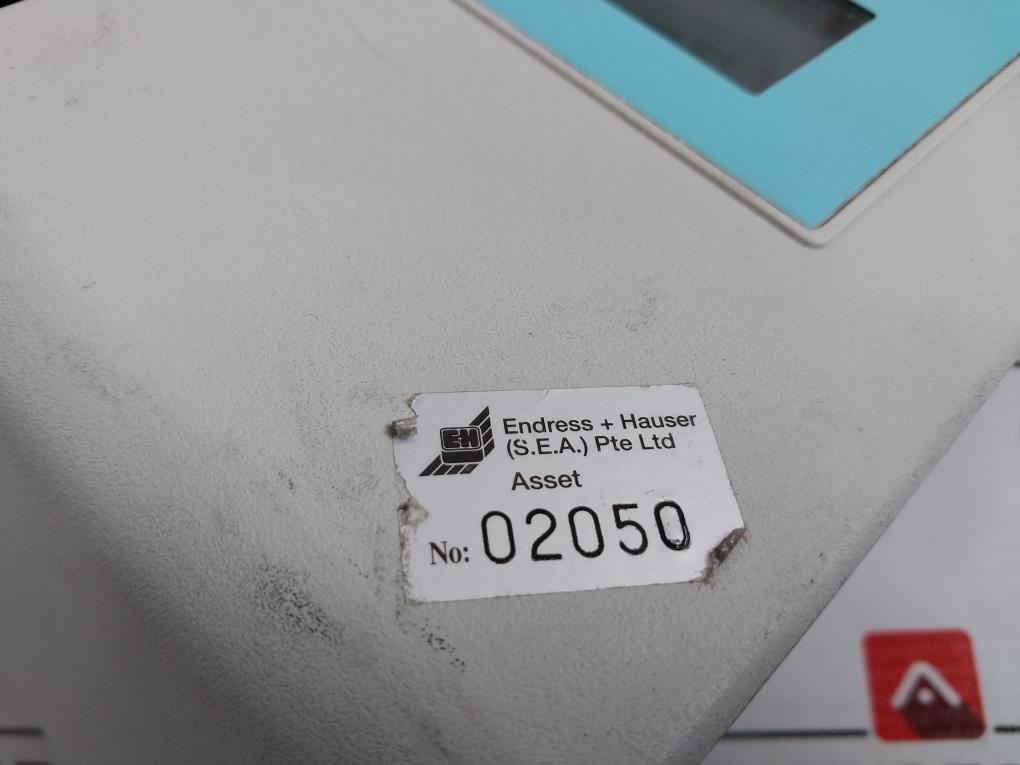 E+H
Endress + Hauser
(S.E.A.) Pte Ltd
Asset
No: 02050